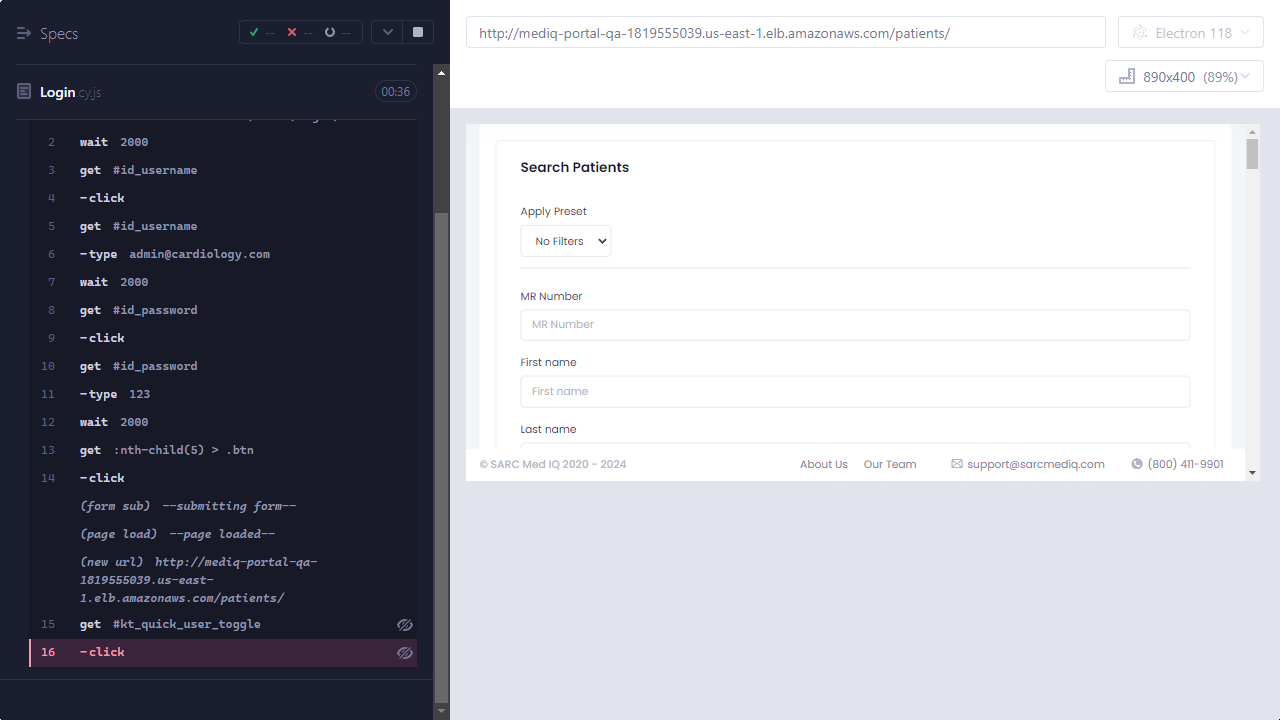 Specs
-- -- --
Login.cy.js
00:36
2 wait 2000
3 get #id_username
4 -click
5 get #id_username
6 -type admin@cardiology.com
7 wait 2000
8 get #id_password
9 -click
10 get #id_password
11 -type 123
12 wait 2000
13 get :nth-child(5) > .btn
14 -click
(form sub) --submitting form--
(page load) --page loaded--
(new url) http://mediq-portal-qa-
1819555039.us-east-
1.elb.amazonaws.com/patients/
15 get #kt_quick_user_toggle
16 -click
http://mediq-portal-qa-1819555039.us-east-1.elb.amazonaws.com/patients/
Electron 118
890x400 (89%)
Search Patients
Apply Preset
No Filters
MR Number
MR Number
First name
First name
Last name
© SARC Med IQ 2020 - 2024
About Us Our Team support@sarcmediq.com (800) 411-9901